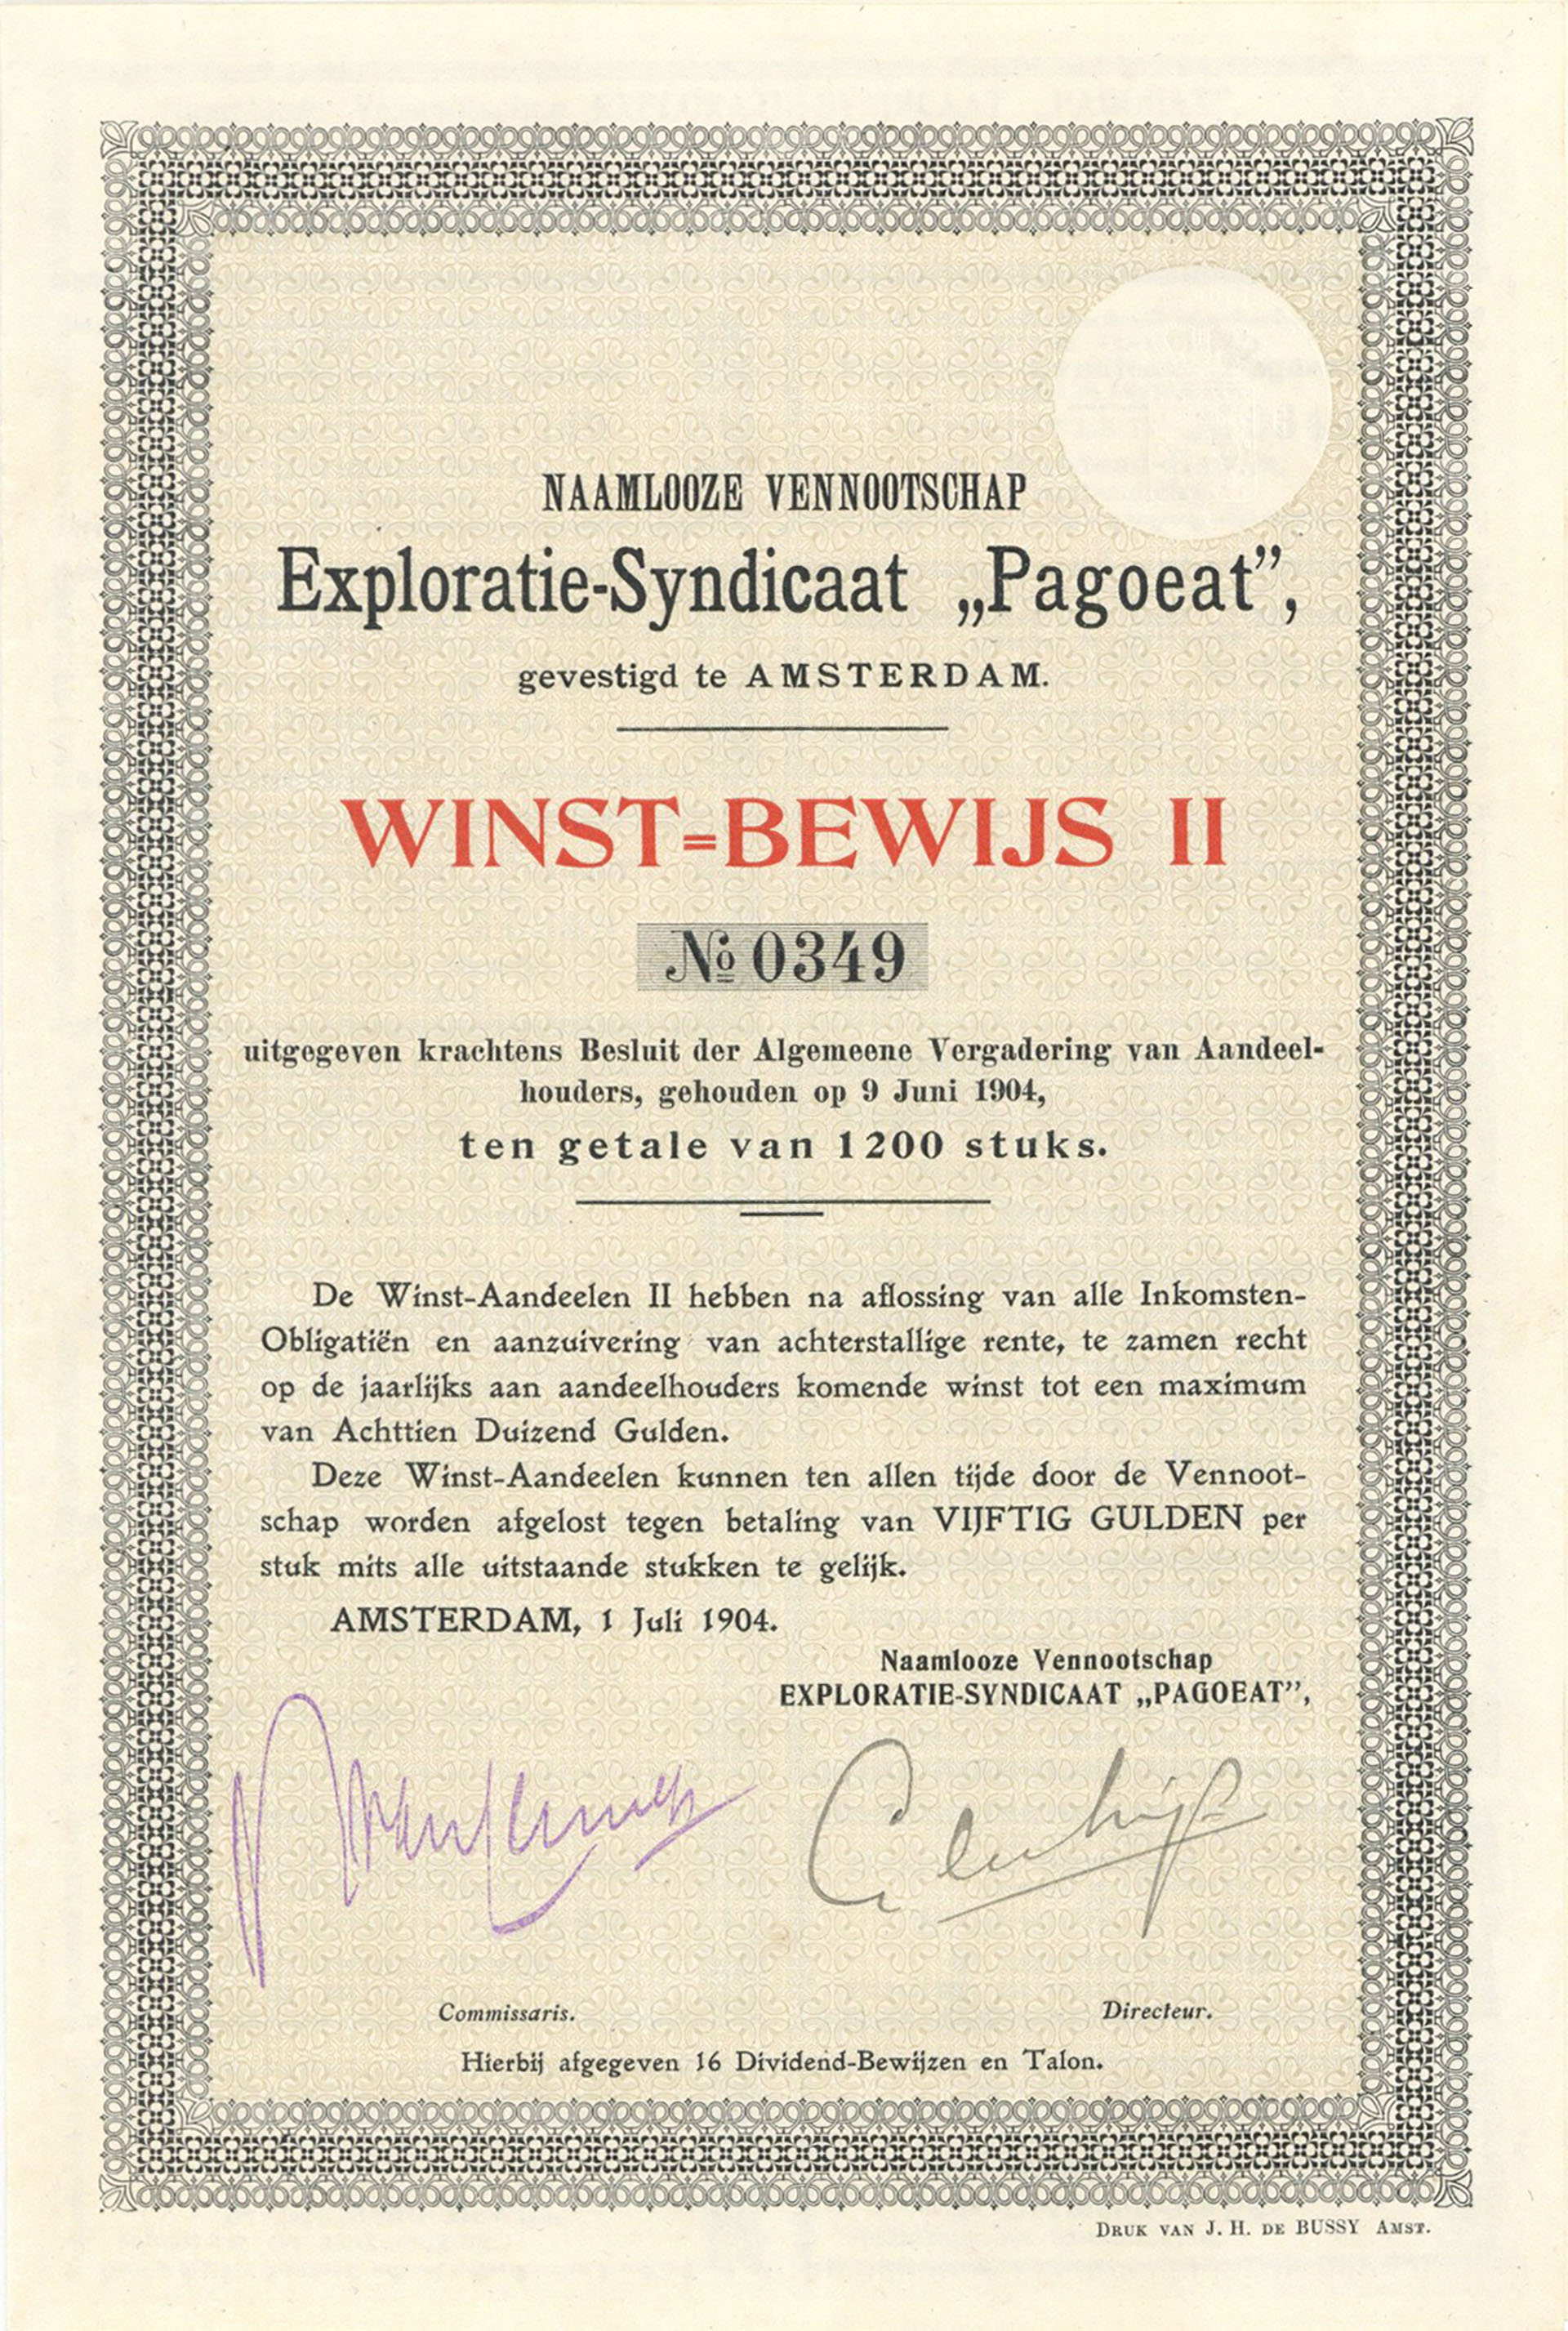 NAAMLOOZE VENNOOTSCHAP
Exploratie-Syndicaat „Pagoeat”,
gevestigd te AMSTERDAM.
WINST=BEWIJS II
№ 0349
uitgegeven krachtens Besluit der Algemeene Vergadering van Aandeel-
houders, gehouden op 9 Juni 1904,
ten getale van 1200 stuks.
De Winst-Aandeelen II hebben na aflossing van alle Inkomsten-
Obligatiën en aanzuivering van achterstallige rente, te zamen recht
op de jaarlijks aan aandeelhouders komende winst tot een maximum
van Achttien Duizend Gulden.
Deze Winst-Aandeelen kunnen ten allen tijde door de Vennoot-
schap worden afgelost tegen betaling van VIJFTIG GULDEN per
stuk mits alle uitstaande stukken te gelijk.
AMSTERDAM, 1 Juli 1904.
Naamlooze Vennootschap
EXPLORATIE-SYNDICAAT „PAGOEAT”,
Commissaris.
Directeur.
Hierbij afgegeven 16 Dividend-Bewijzen en Talon.
DRUK VAN J. H. DE BUSSY AMST.